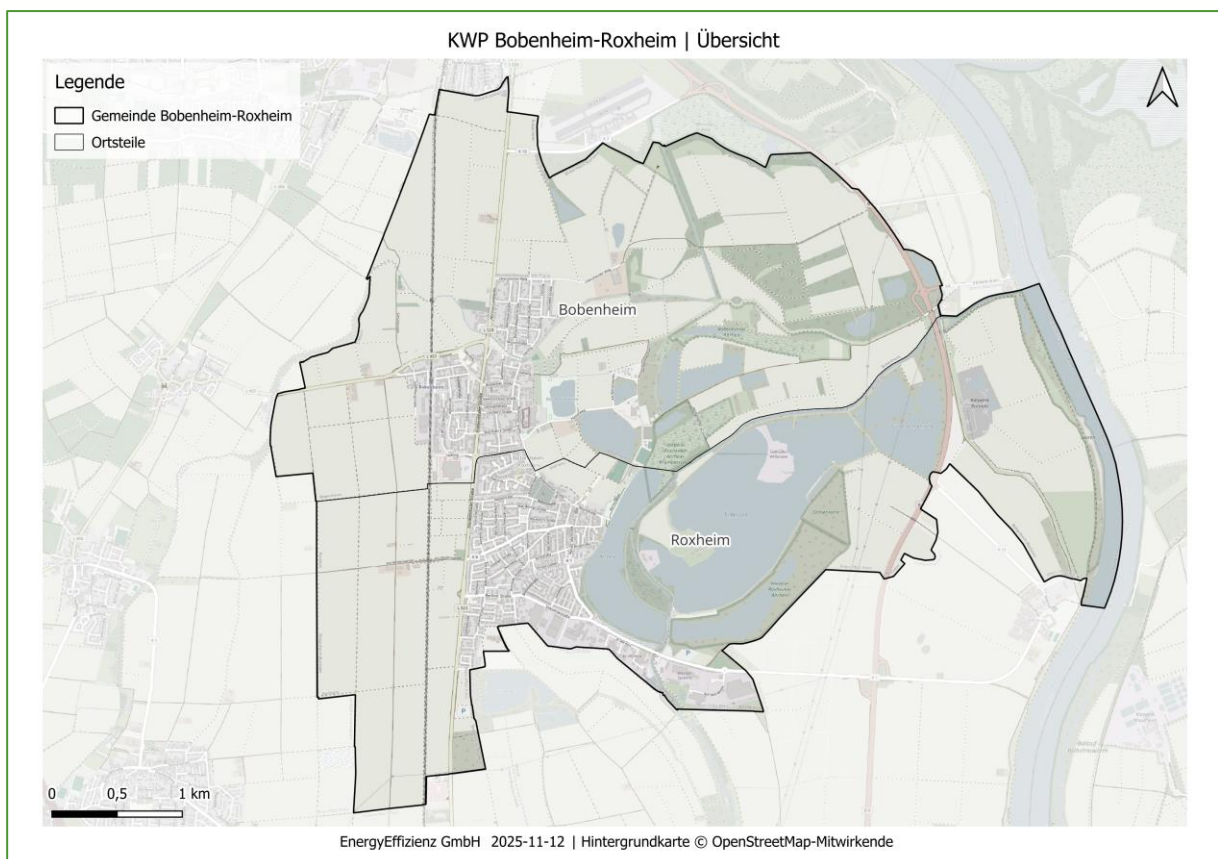 KWP Bobenheim-Roxheim | Übersicht
Legende
Gemeinde Bobenheim-Roxheim
Ortsteile
Bobenheim
Roxheim
0 0,5 1 km
EnergyEffizienz GmbH 2025-11-12 | Hintergrundkarte © OpenStreetMap-Mitwirkende